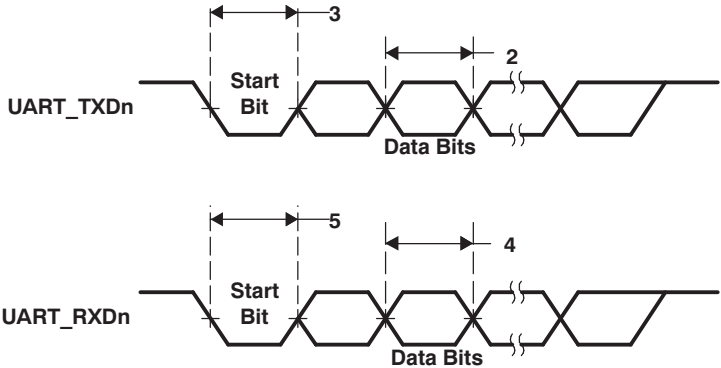 3
2
Start
Bit
UART_TXDn
Data Bits
5
4
Start
Bit
UART_RXDn
Data Bits